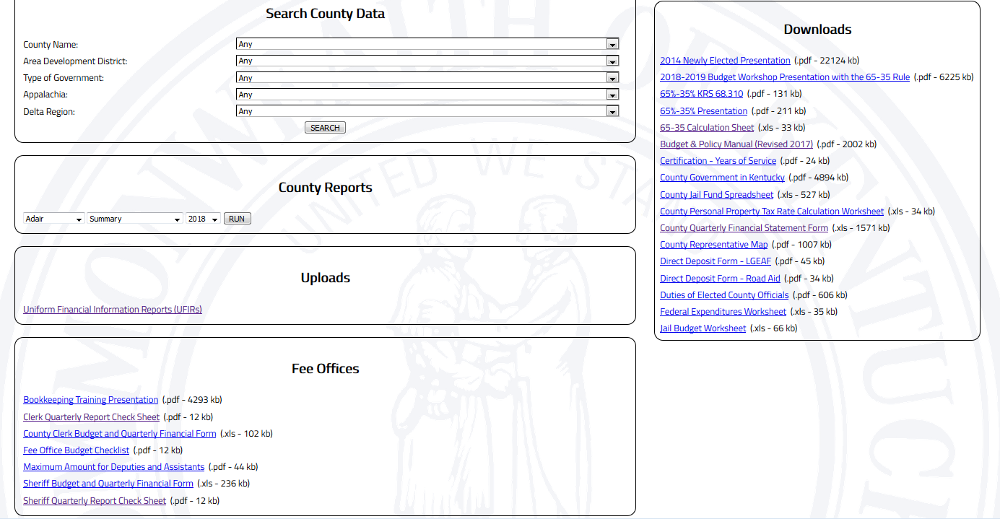 Search County Data
County Name: Any
Area Development District: Any
Type of Government: Any
Appalachia: Any
Delta Region: Any
SEARCH
County Reports
Adair Summary 2018 RUN
Uploads
Uniform Financial Information Reports (UFIRs)
Fee Offices
Bookkeeping Training Presentation (.pdf - 4293 kb)
Clerk Quarterly Report Check Sheet (.pdf - 12 kb)
County Clerk Budget and Quarterly Financial Form (.xls - 102 kb)
Fee Office Budget Checklist (.pdf - 12 kb)
Maximum Amount for Deputies and Assistants (.pdf - 44 kb)
Sheriff Budget and Quarterly Financial Form (.xls - 236 kb)
Sheriff Quarterly Report Check Sheet (.pdf - 12 kb)
Downloads
2014 Newly Elected Presentation (.pdf - 22124 kb)
2018-2019 Budget Workshop Presentation with the 65-35 Rule (.pdf - 6225 kb)
65%-35% KRS 68.310 (.pdf - 131 kb)
65%-35% Presentation (.pdf - 211 kb)
65-35 Calculation Sheet (.xls - 33 kb)
Budget & Policy Manual (Revised 2017) (.pdf - 2002 kb)
Certification - Years of Service (.pdf - 24 kb)
County Government in Kentucky (.pdf - 4894 kb)
County Jail Fund Spreadsheet (.xls - 527 kb)
County Personal Property Tax Rate Calculation Worksheet (.xls - 34 kb)
County Quarterly Financial Statement Form (.xls - 1571 kb)
County Representative Map (.pdf - 1007 kb)
Direct Deposit Form - LGEAF (.pdf - 45 kb)
Direct Deposit Form - Road Aid (.pdf - 34 kb)
Duties of Elected County Officials (.pdf - 606 kb)
Federal Expenditures Worksheet (.xls - 35 kb)
Jail Budget Worksheet (.xls - 66 kb)
UNITED WE